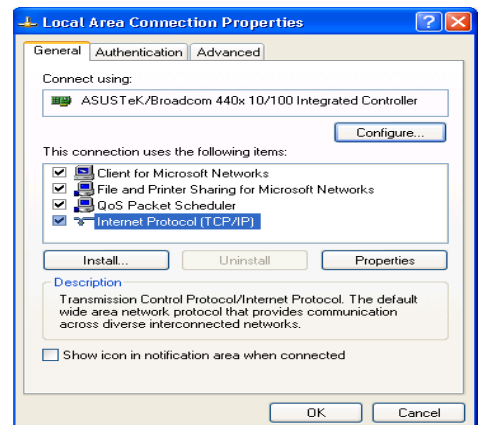 Local Area Connection Properties
General Authentication Advanced
Connect using:
ASUSTeK/Broadcom 440x 10/100 Integrated Controller
Configure...
This connection uses the following items:
Client for Microsoft Networks
File and Printer Sharing for Microsoft Networks
QoS Packet Scheduler
Internet Protocol (TCP/IP)
Install... Uninstall Properties
Description
Transmission Control Protocol/Internet Protocol. The default
wide area network protocol that provides communication
across diverse interconnected networks.
Show icon in notification area when connected
OK Cancel